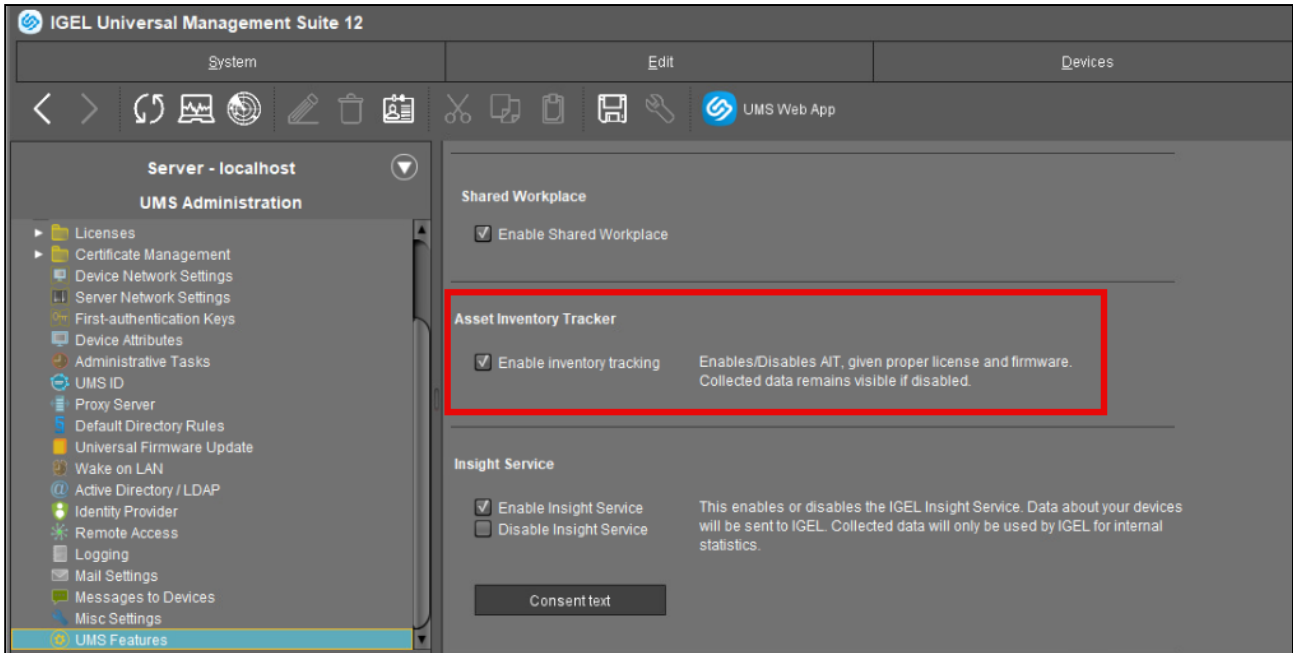 IGEL Universal Management Suite 12
System
Edit
Devices
UMS Web App
Server - localhost
UMS Administration
Licenses
Certificate Management
Device Network Settings
Server Network Settings
First-authentication Keys
Device Attributes
Administrative Tasks
UMS ID
Proxy Server
Default Directory Rules
Universal Firmware Update
Wake on LAN
Active Directory / LDAP
Identity Provider
Remote Access
Logging
Mail Settings
Messages to Devices
Misc Settings
UMS Features
Shared Workplace
Enable Shared Workplace
Asset Inventory Tracker
Enable inventory tracking
Enables/Disables AIT, given proper license and firmware.
Collected data remains visible if disabled.
Insight Service
Enable Insight Service
Disable Insight Service
This enables or disables the IGEL Insight Service. Data about your devices
will be sent to IGEL. Collected data will only be used by IGEL for internal
statistics.
Consent text